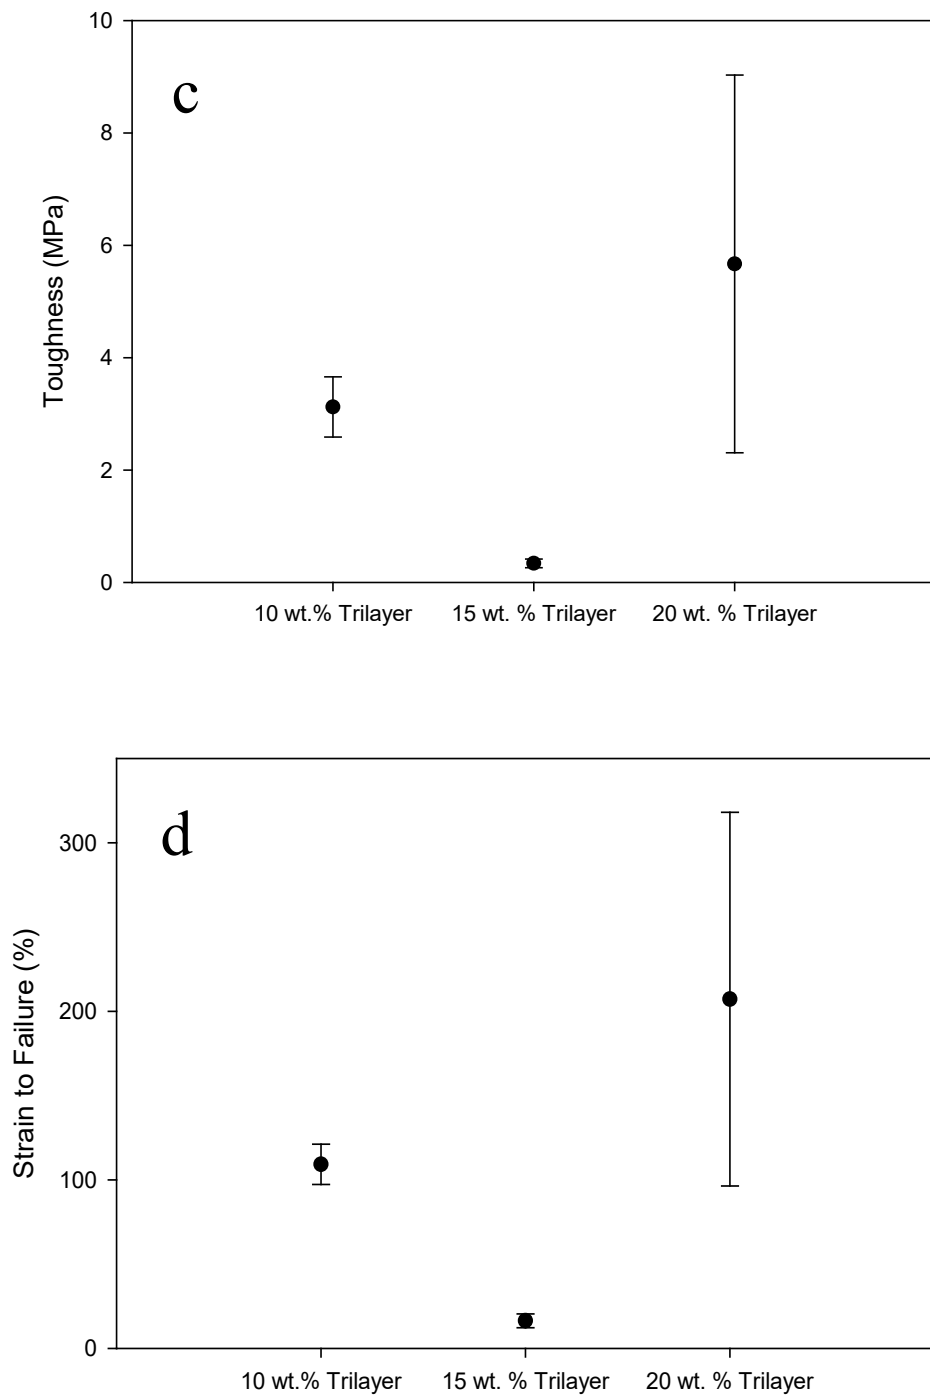 10
c
8
6
Toughness (MPa)
4
2
0
10 wt.% Trilayer 15 wt. % Trilayer 20 wt. % Trilayer
d
300
200
Strain to Failure (%)
100
0
10 wt.% Trilayer 15 wt. % Trilayer 20 wt. % Trilayer